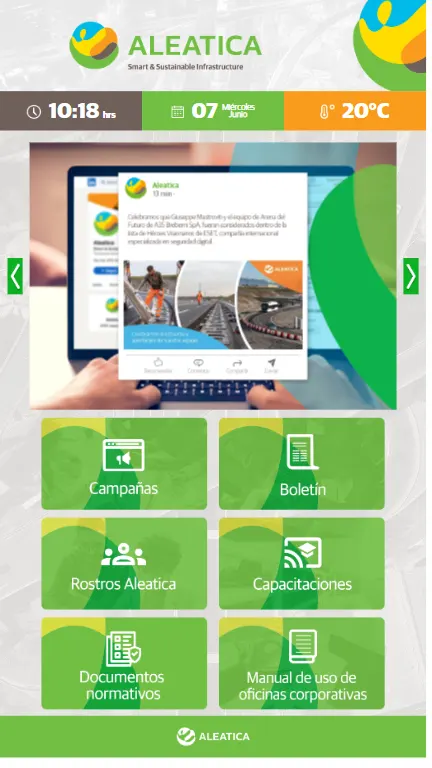 ALEATICA
Smart & Sustainable Infrastructure
10:18 hrs
07 Miércoles
Junio
20°C
Aleatica
13 min
Celebramos que Giuseppe Mastroviti y el equipo de Arena del
Futuro de A35 Brebemi SpA, fueron considerados dentro de la
lista de Héroes Visionarios de ESET, compañía internacional
especializada en seguridad digital.
Aleatica
ALEATICA
Recomendar
Comentar
Compartir
Enviar
Campañas
Boletín
Rostros Aleatica
Capacitaciones
Documentos
normativos
Manual de uso de
oficinas corporativas
ALEATICA